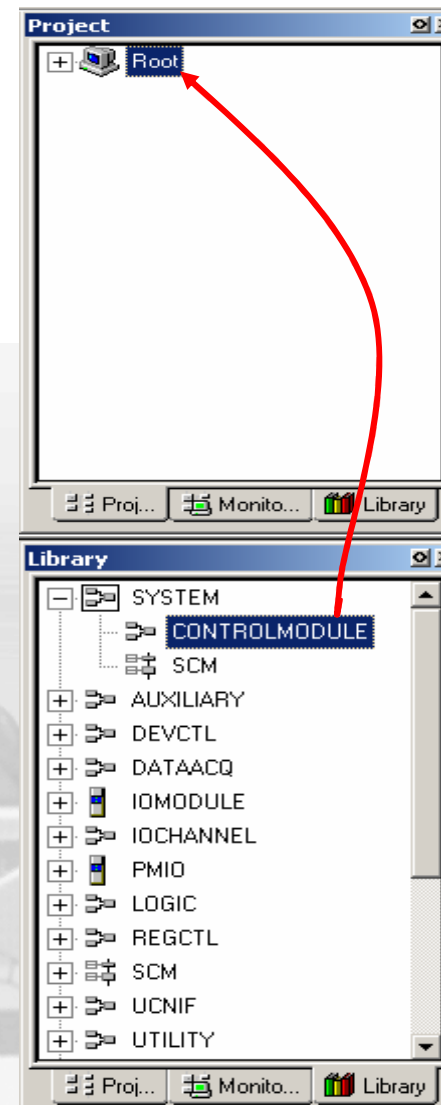 Project
Root
Proj... Monito... Library
Library
SYSTEM
CONTROLMODULE
SCM
AUXILIARY
DEVCTL
DATAACQ
IOMODULE
IOCHANNEL
PMIO
LOGIC
REGCTL
SCM
UCNIF
UTILITY
Proj... Monito... Library